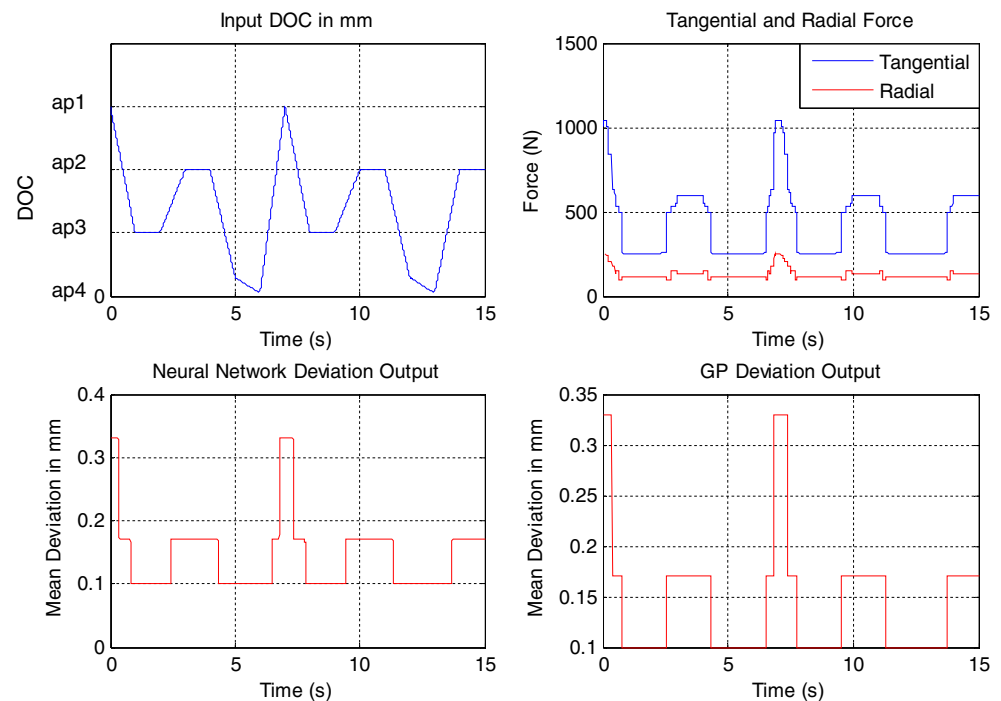 Input DOC in mm
DOC
ap1
ap2
ap3
ap4
0
0 5 10 15
Time (s)
Tangential and Radial Force
Force (N)
1500
1000
500
0
Tangential
Radial
0 5 10 15
Time (s)
Neural Network Deviation Output
Mean Deviation in mm
0.4
0.3
0.2
0.1
0
0 5 10 15
Time (s)
GP Deviation Output
Mean Deviation in mm
0.35
0.3
0.25
0.2
0.15
0.1
0 5 10 15
Time (s)